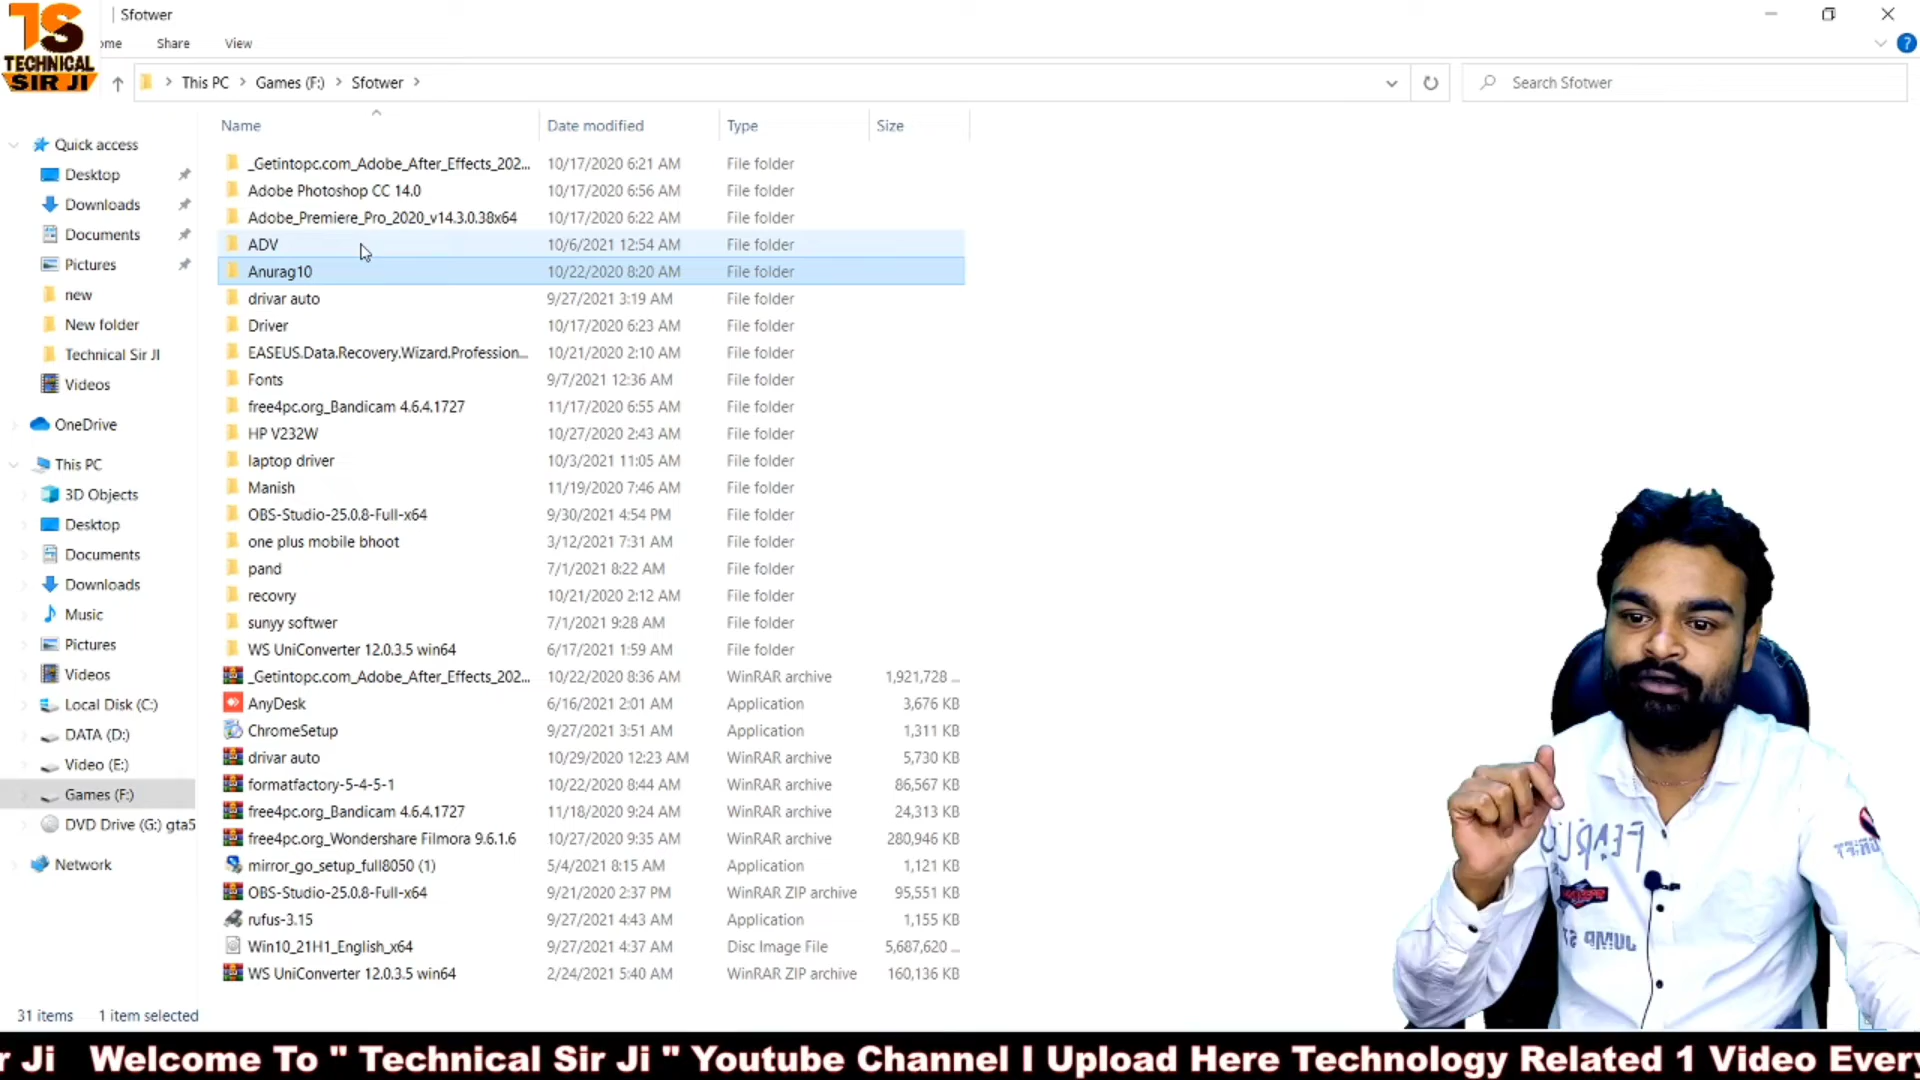 TS
TECHNICAL
SIR JI
Sfotwer
ome Share View
This PC > Games (F:) > Sfotwer >
Search Sfotwer
Name Date modified Type Size
Quick access
Desktop
Downloads
Documents
Pictures
new
New folder
Technical Sir JI
Videos
OneDrive
This PC
3D Objects
Desktop
Documents
Downloads
Music
Pictures
Videos
Local Disk (C:)
DATA (D:)
Video (E:)
Games (F:)
DVD Drive (G:) gta5
Network
_Getintopc.com_Adobe_After_Effects_202... 10/17/2020 6:21 AM File folder
Adobe Photoshop CC 14.0 10/17/2020 6:56 AM File folder
Adobe_Premiere_Pro_2020_v14.3.0.38x64 10/17/2020 6:22 AM File folder
ADV 10/6/2021 12:54 AM File folder
Anurag10 10/22/2020 8:20 AM File folder
drivar auto 9/27/2021 3:19 AM File folder
Driver 10/17/2020 6:23 AM File folder
EASEUS.Data.Recovery.Wizard.Profession... 10/21/2020 2:10 AM File folder
Fonts 9/7/2021 12:36 AM File folder
free4pc.org_Bandicam 4.6.4.1727 11/17/2020 6:55 AM File folder
HP V232W 10/27/2020 2:43 AM File folder
laptop driver 10/3/2021 11:05 AM File folder
Manish 11/19/2020 7:46 AM File folder
OBS-Studio-25.0.8-Full-x64 9/30/2021 4:54 PM File folder
one plus mobile bhoot 3/12/2021 7:31 AM File folder
pand 7/1/2021 8:22 AM File folder
recovry 10/21/2020 2:12 AM File folder
sunyy softwer 7/1/2021 9:28 AM File folder
WS UniConverter 12.0.3.5 win64 6/17/2021 1:59 AM File folder
_Getintopc.com_Adobe_After_Effects_202... 10/22/2020 8:36 AM WinRAR archive 1,921,728 ...
AnyDesk 6/16/2021 2:01 AM Application 3,676 KB
ChromeSetup 9/27/2021 3:51 AM Application 1,311 KB
drivar auto 10/29/2020 12:23 AM WinRAR archive 5,730 KB
formatfactory-5-4-5-1 10/22/2020 8:44 AM WinRAR archive 86,567 KB
free4pc.org_Bandicam 4.6.4.1727 11/18/2020 9:24 AM WinRAR archive 24,313 KB
free4pc.org_Wondershare Filmora 9.6.1.6 10/27/2020 9:35 AM WinRAR archive 280,946 KB
mirror_go_setup_full8050 (1) 5/4/2021 8:15 AM Application 1,121 KB
OBS-Studio-25.0.8-Full-x64 9/21/2020 2:37 PM WinRAR ZIP archive 95,551 KB
rufus-3.15 9/27/2021 4:43 AM Application 1,155 KB
Win10_21H1_English_x64 9/27/2021 4:37 AM Disc Image File 5,687,620 ...
WS UniConverter 12.0.3.5 win64 2/24/2021 5:40 AM WinRAR ZIP archive 160,136 KB
31 items 1 item selected
r Ji Welcome To " Technical Sir Ji " Youtube Channel I Upload Here Technology Related 1 Video Every